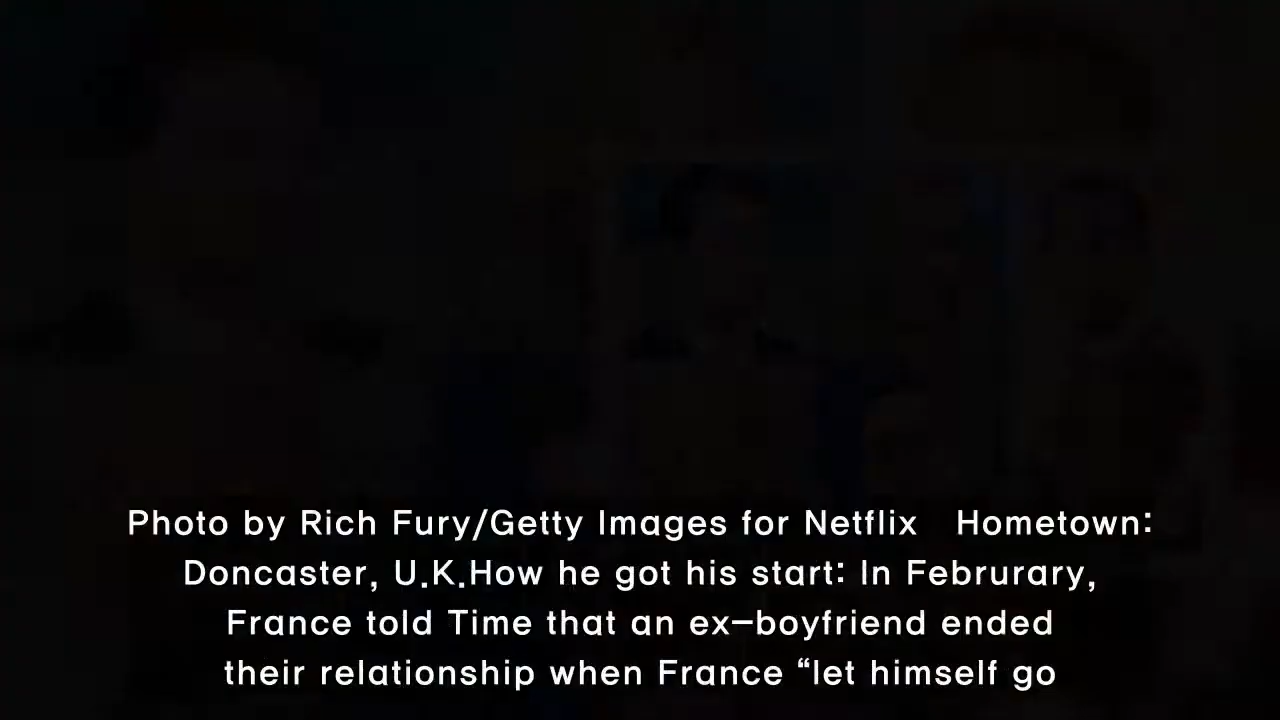 Photo by Rich Fury/Getty Images for Netflix   Hometown:
Doncaster, U.K.How he got his start: In Februrary,
France told Time that an ex–boyfriend ended
their relationship when France “let himself go